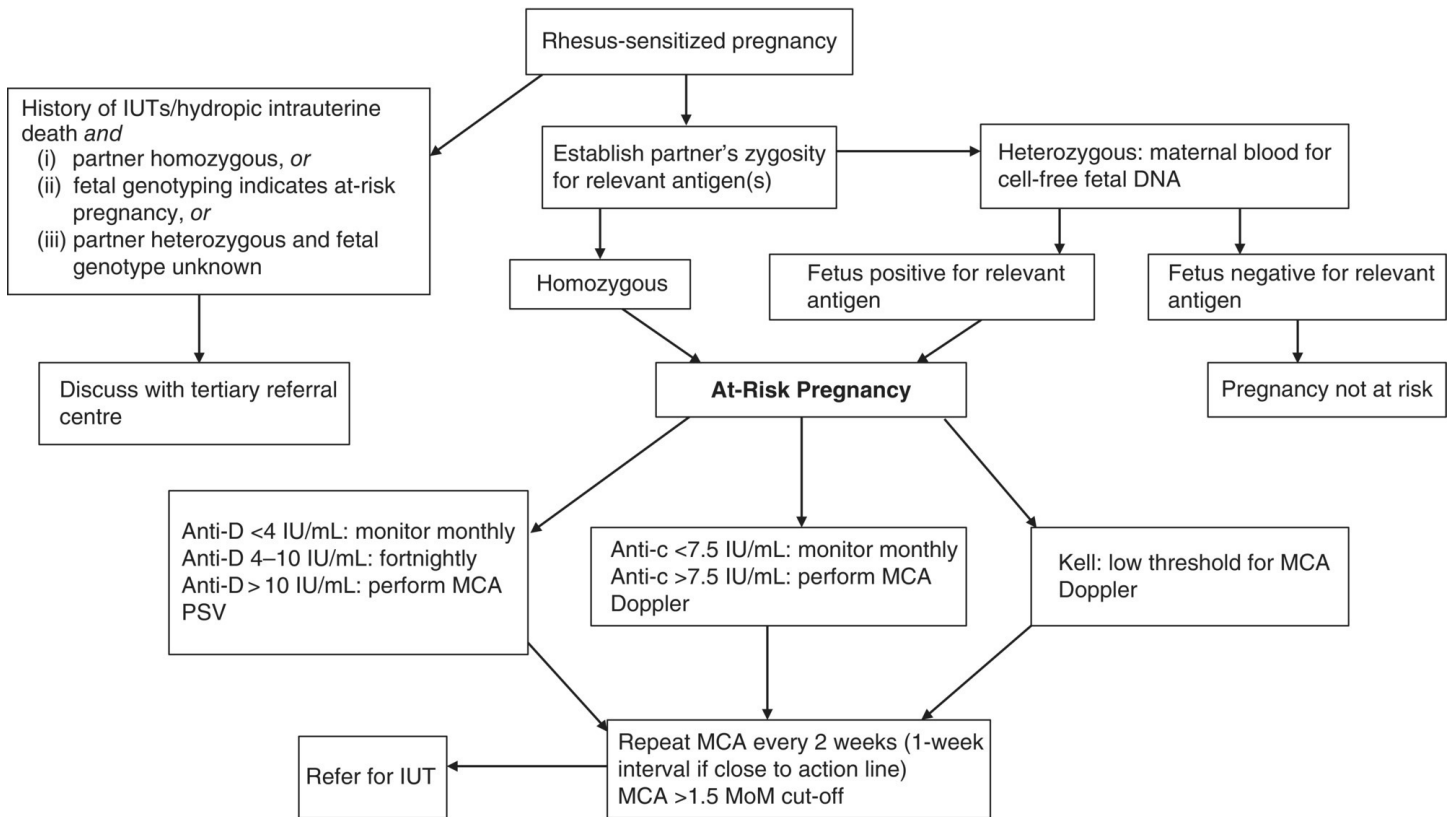 Rhesus-sensitized pregnancy
History of IUTs/hydropic intrauterine
death and
(i) partner homozygous, or
(ii) fetal genotyping indicates at-risk
pregnancy, or
(iii) partner heterozygous and fetal
genotype unknown
Establish partner's zygosity
for relevant antigen(s)
Heterozygous: maternal blood for
cell-free fetal DNA
Homozygous
Fetus positive for relevant
antigen
Fetus negative for relevant
antigen
Discuss with tertiary referral
centre
At-Risk Pregnancy
Pregnancy not at risk
Anti-D <4 IU/mL: monitor monthly
Anti-D 4–10 IU/mL: fortnightly
Anti-D > 10 IU/mL: perform MCA
PSV
Anti-c <7.5 IU/mL: monitor monthly
Anti-c >7.5 IU/mL: perform MCA
Doppler
Kell: low threshold for MCA
Doppler
Refer for IUT
Repeat MCA every 2 weeks (1-week
interval if close to action line)
MCA >1.5 MoM cut-off